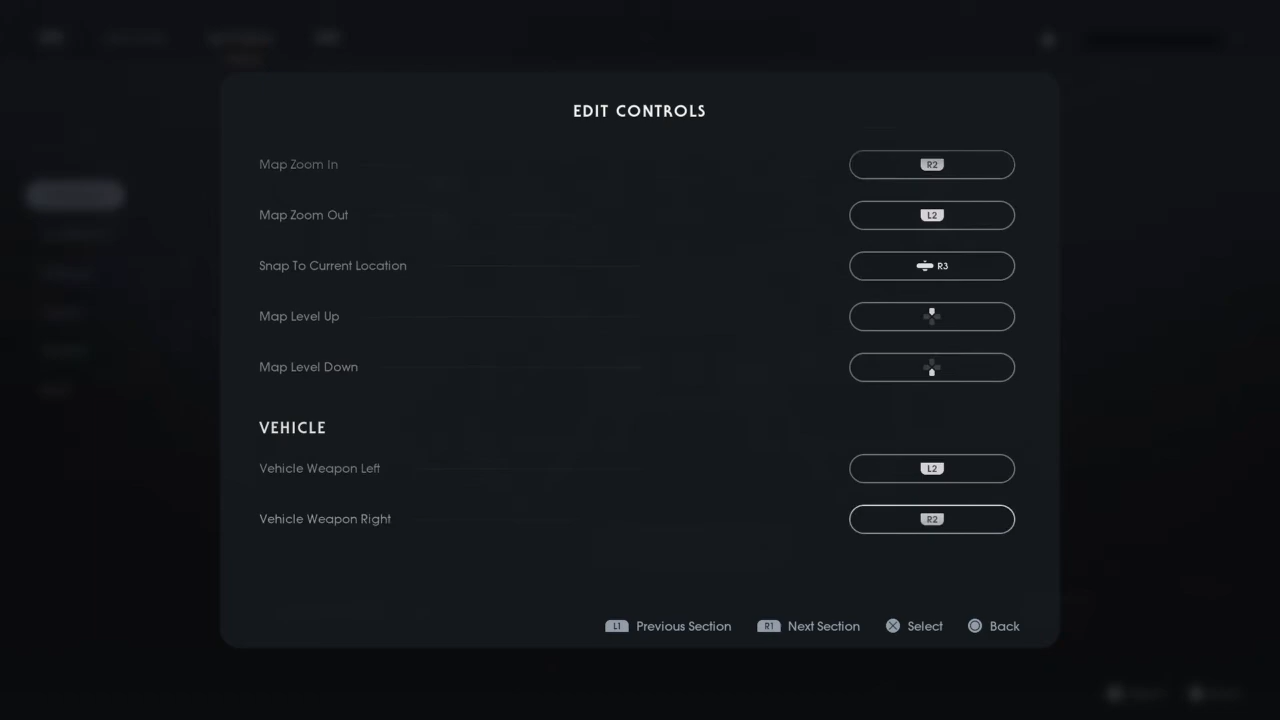 EDIT CONTROLS
Map Zoom In R2
Map Zoom Out L2
Snap To Current Location R3
Map Level Up
Map Level Down
VEHICLE
Vehicle Weapon Left L2
Vehicle Weapon Right R2
L1 Previous Section R1 Next Section Select Back